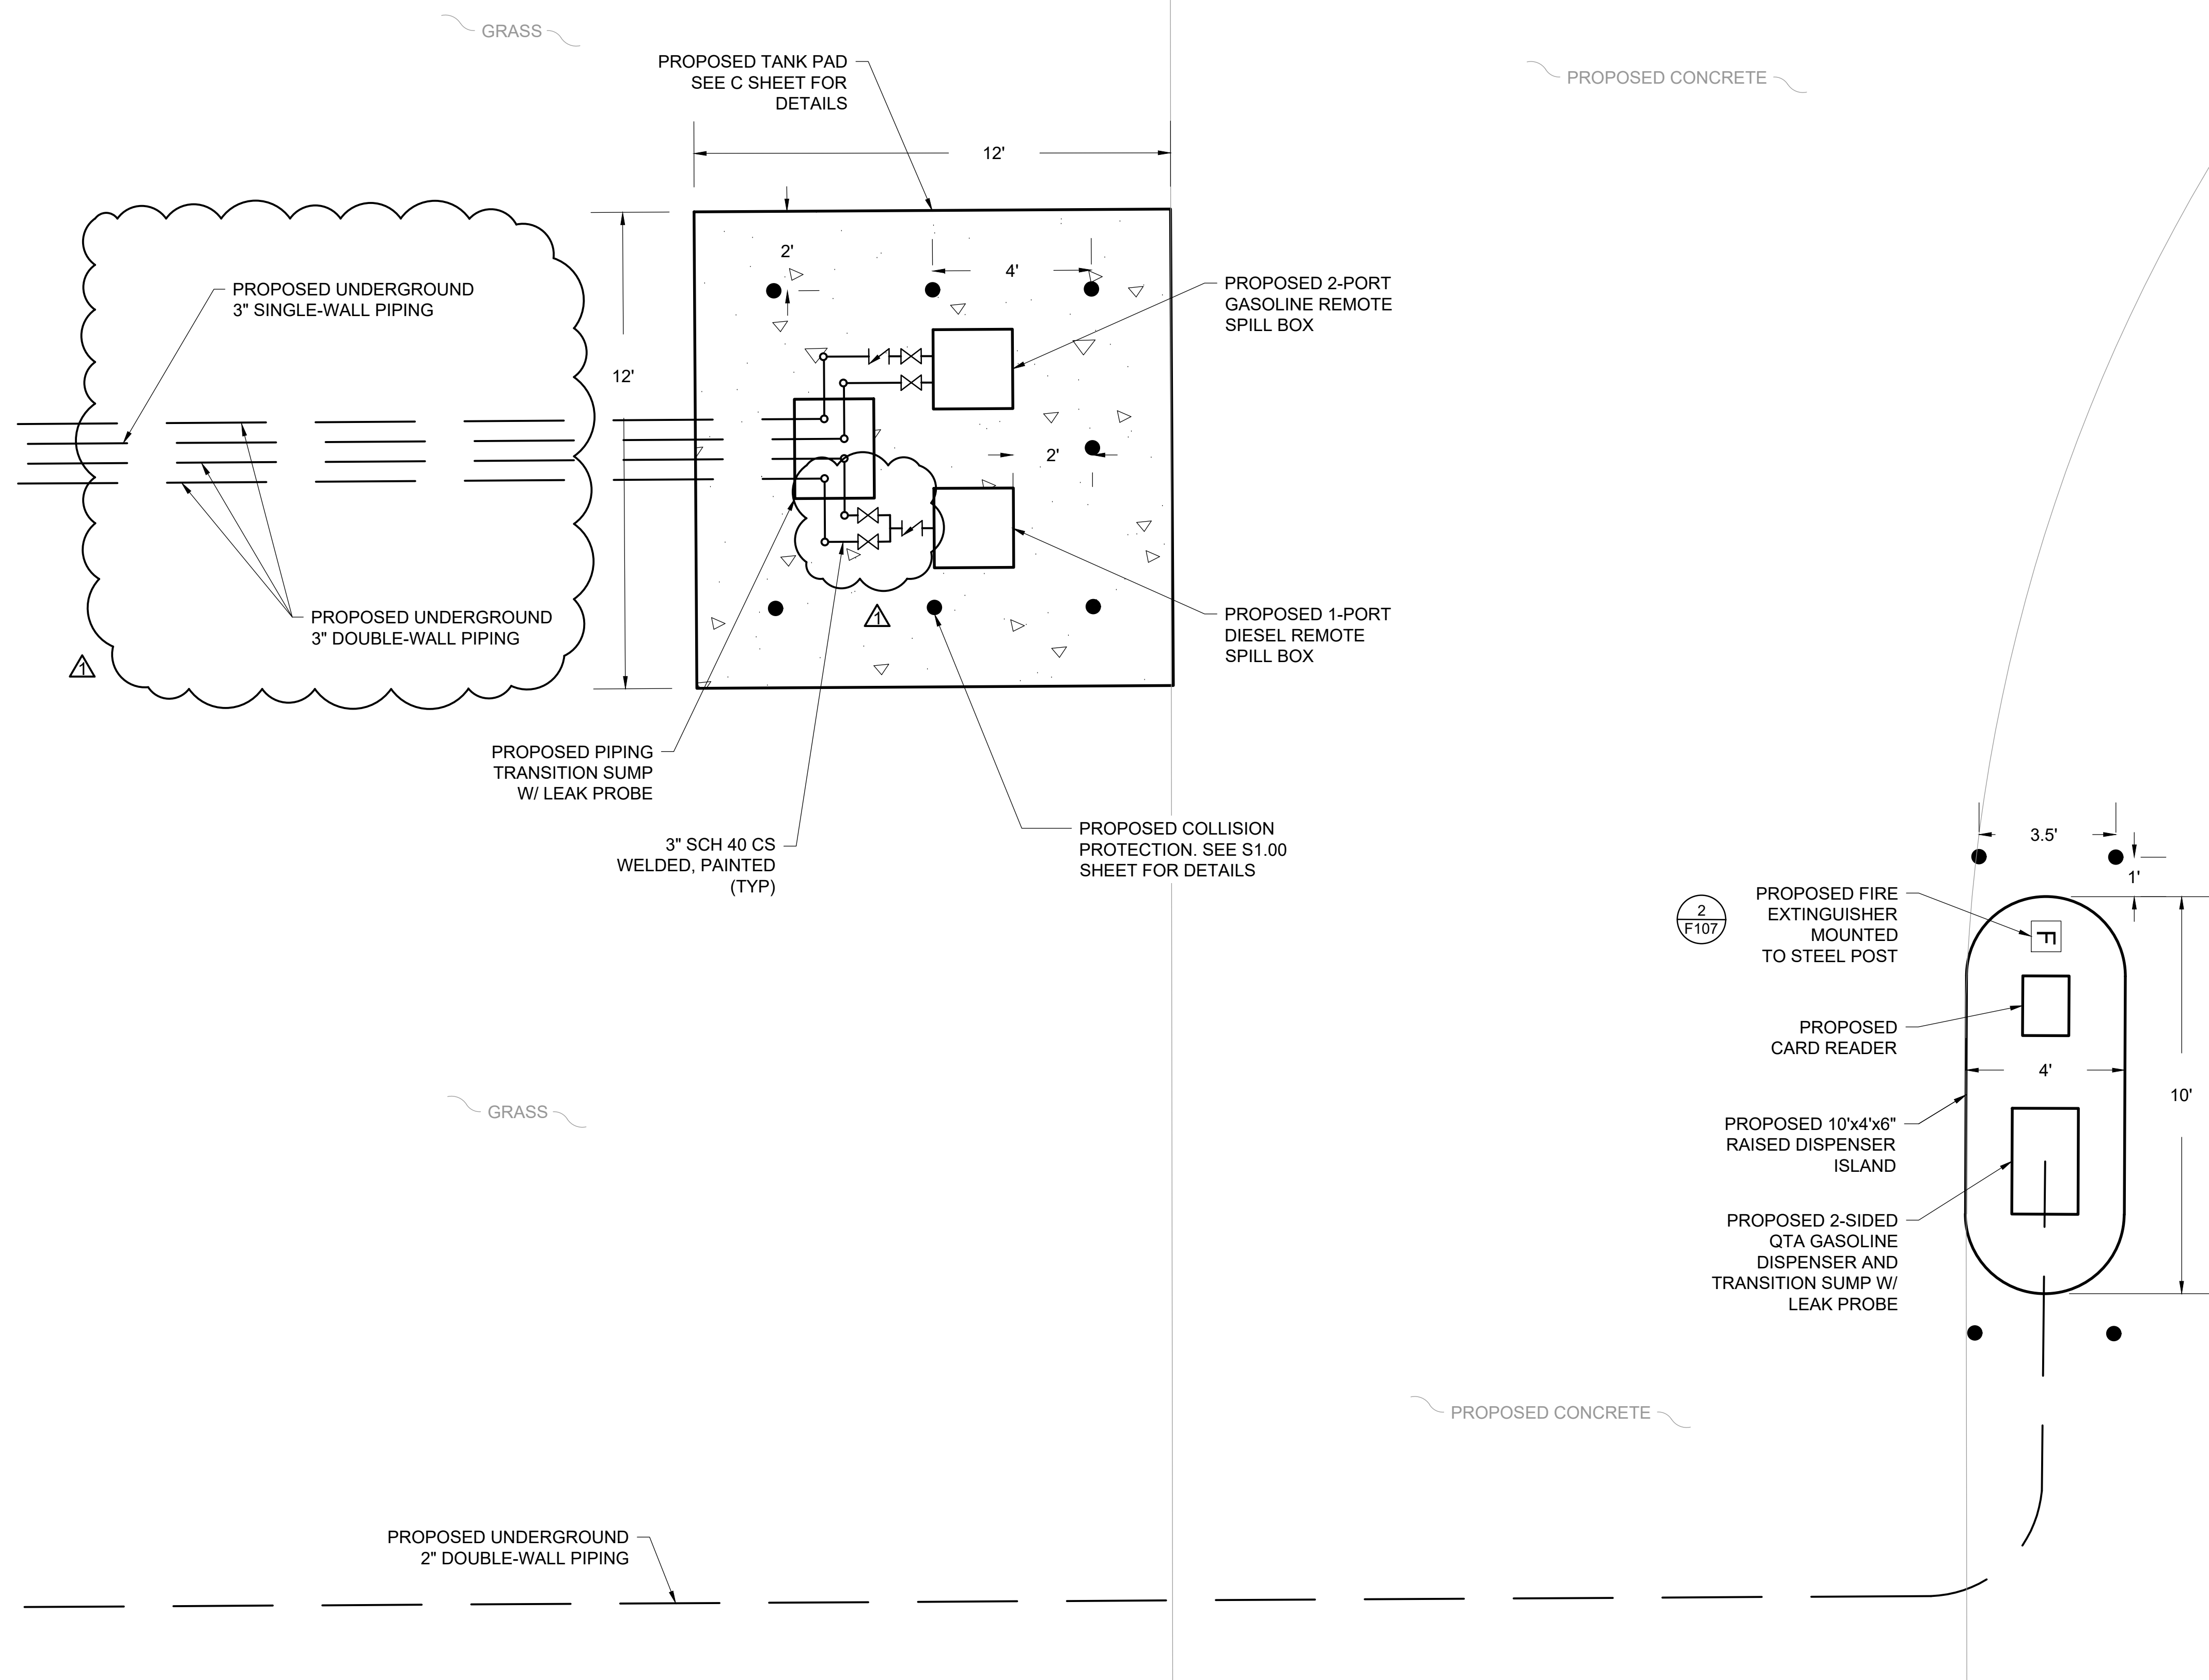 GRASS
PROPOSED TANK PAD
SEE C SHEET FOR
DETAILS
PROPOSED CONCRETE
12'
2'
4'
PROPOSED UNDERGROUND
3" SINGLE-WALL PIPING
PROPOSED 2-PORT
GASOLINE REMOTE
SPILL BOX
12'
2'
PROPOSED UNDERGROUND
3" DOUBLE-WALL PIPING
1
1
PROPOSED 1-PORT
DIESEL REMOTE
SPILL BOX
PROPOSED PIPING
TRANSITION SUMP
W/ LEAK PROBE
3" SCH 40 CS
WELDED, PAINTED
(TYP)
PROPOSED COLLISION
PROTECTION. SEE S1.00
SHEET FOR DETAILS
3.5'
1'
2
F107
PROPOSED FIRE
EXTINGUISHER
MOUNTED
TO STEEL POST
F
PROPOSED
CARD READER
4'
10'
GRASS
PROPOSED 10'x4'x6"
RAISED DISPENSER
ISLAND
PROPOSED 2-SIDED
QTA GASOLINE
DISPENSER AND
TRANSITION SUMP W/
LEAK PROBE
PROPOSED CONCRETE
PROPOSED UNDERGROUND
2" DOUBLE-WALL PIPING